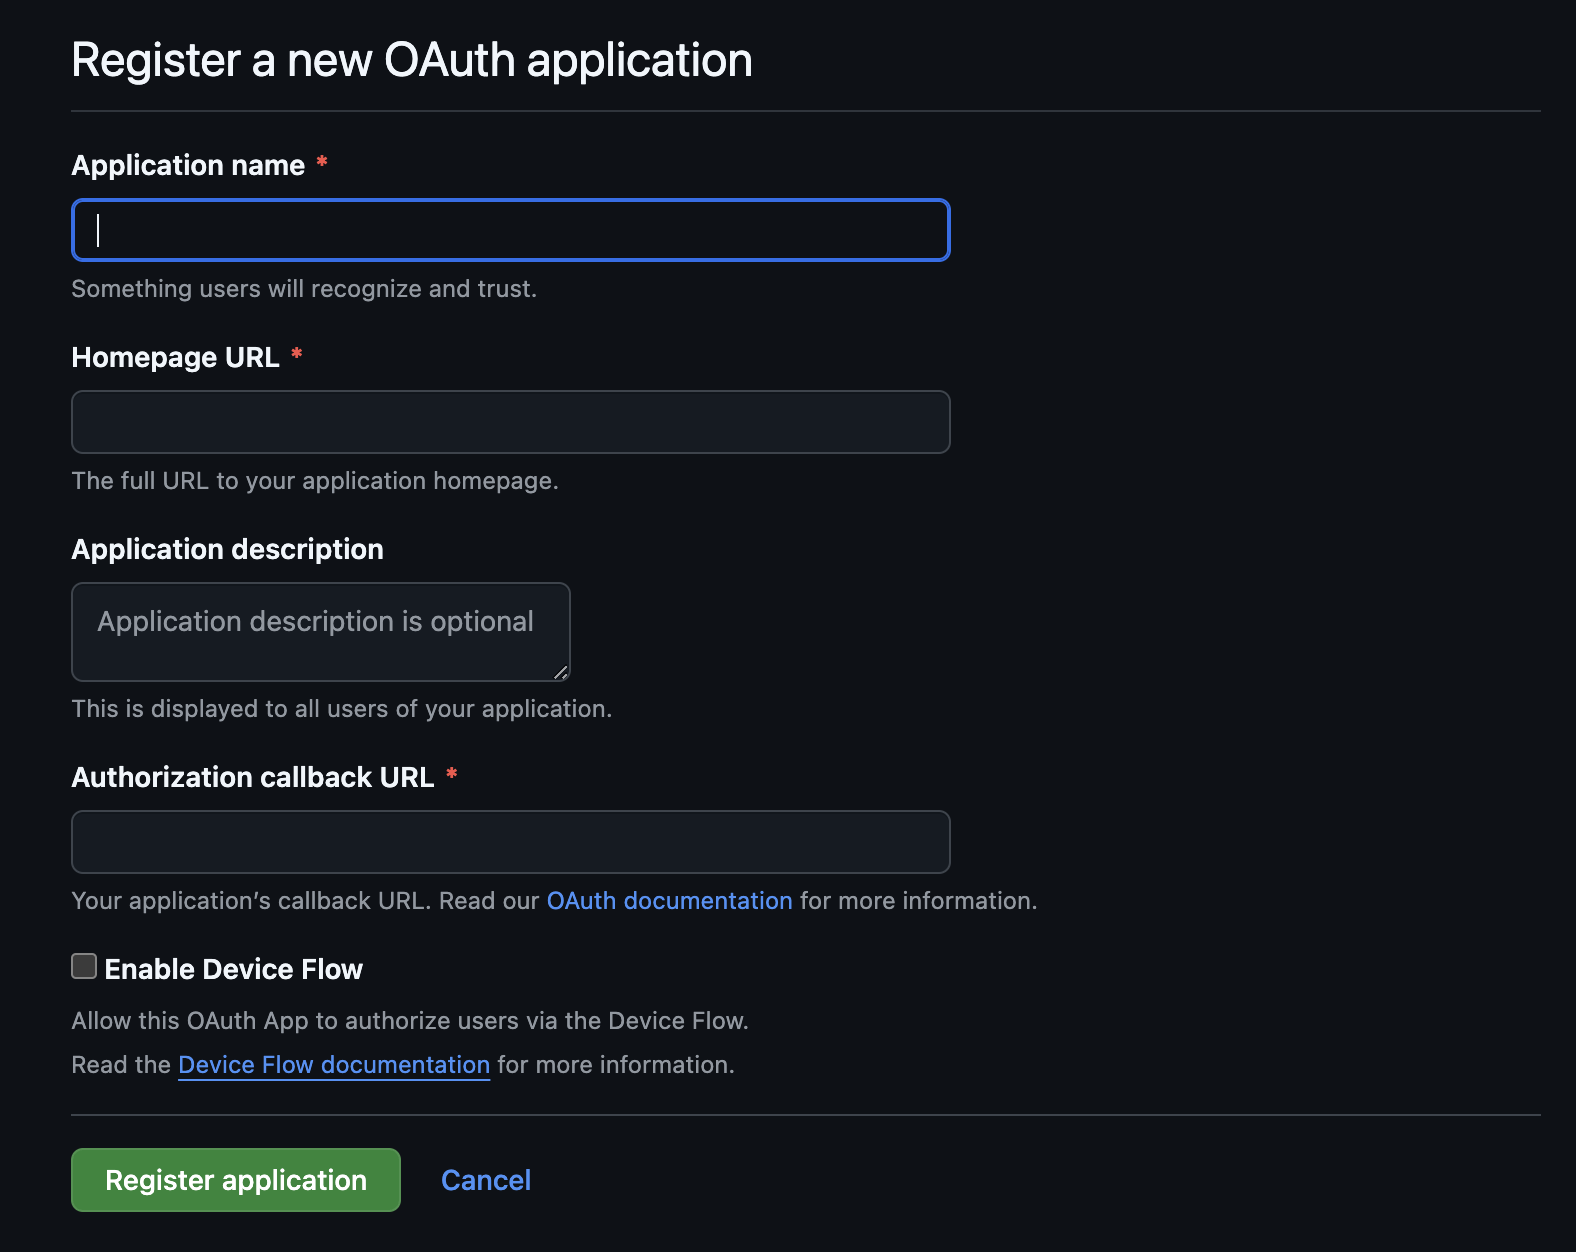 Register a new OAuth application
Application name *
Something users will recognize and trust.
Homepage URL *
The full URL to your application homepage.
Application description
Application description is optional
This is displayed to all users of your application.
Authorization callback URL *
Your application’s callback URL. Read our OAuth documentation for more information.
Enable Device Flow
Allow this OAuth App to authorize users via the Device Flow.
Read the Device Flow documentation for more information.
Register application Cancel